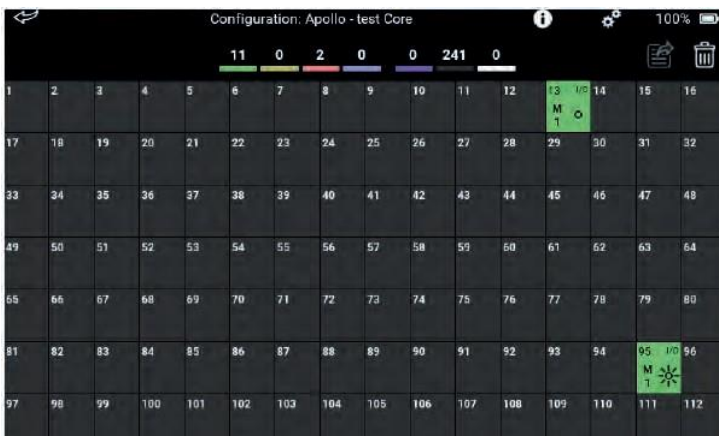 Configuration: Apollo - test Core 100%
11 0 2 0 0 241 0
1 2 3 4 5 6 7 8 9 10 11 12 13 I/O 14 15 16
M
1
17 18 19 20 21 22 23 24 25 26 27 28 29 30 31 32
33 34 35 36 37 38 39 40 41 42 43 44 45 46 47 48
49 50 51 52 53 54 55 56 57 58 59 60 61 62 63 64
65 66 67 68 69 70 71 72 73 74 75 76 77 78 79 80
81 82 83 84 85 86 87 88 89 90 91 92 93 94 95 I/O 96
M
1
97 98 99 100 101 102 103 104 105 106 107 108 109 110 111 112